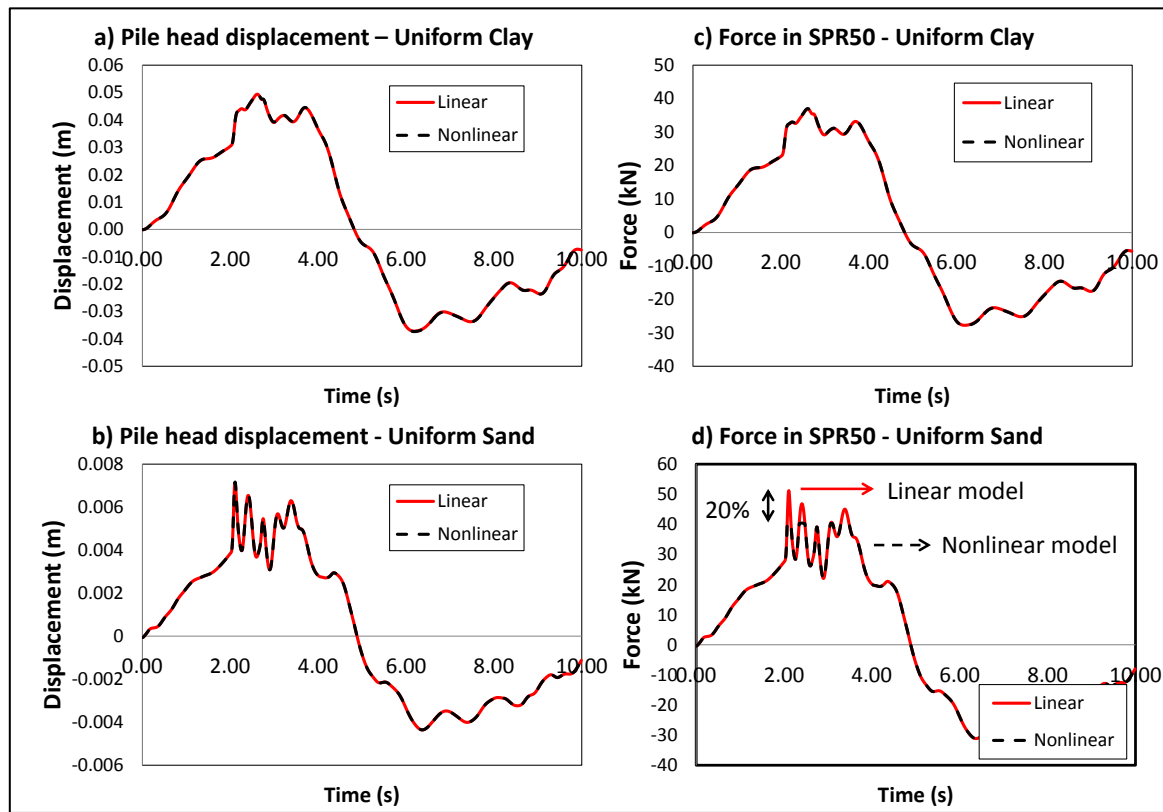 a) Pile head displacement – Uniform Clay
0.06
0.05
0.04
0.03
0.02
0.01
0.00
-0.01
-0.02
-0.03
-0.04
-0.05
Displacement (m)
Linear
Nonlinear
0.00 2.00 4.00 6.00 8.00 10.00
Time (s)
c) Force in SPR50 - Uniform Clay
50
40
30
20
10
0
-10
-20
-30
-40
Force (kN)
Linear
Nonlinear
0.00 2.00 4.00 6.00 8.00 10.00
Time (s)
b) Pile head displacement - Uniform Sand
0.008
0.006
0.004
0.002
0
-0.002
-0.004
-0.006
Displacement (m)
Linear
Nonlinear
0.00 2.00 4.00 6.00 8.00 10.00
Time (s)
d) Force in SPR50 - Uniform Sand
60
50
40
30
20
10
0
-10
-20
-30
-40
Force (kN)
20%
Linear model
Nonlinear model
0.00 2.00 4.00 6.00 8.00 10.00
Linear
Nonlinear
Time (s)